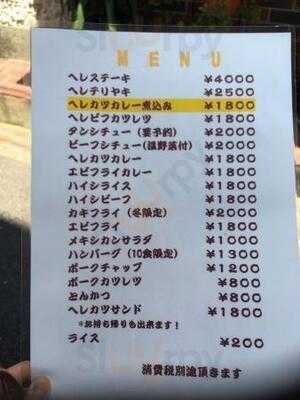 MENU
ヘレステーキ ¥4000
ヘレテリヤキ ¥2500
ヘレカツカレー煮込み ¥1800
ヘレビフカツレツ ¥1800
タンシチュー（要予約） ¥2000
ビーフシチュー(温野菜付) ¥2000
ヘレカツカレー ¥1800
エビフライカレー ¥1800
ハイシライス ¥1800
ハイシビーフ ¥1800
カキフライ（冬限定） ¥2000
エビフライ ¥1800
メキシカンサラダ ¥1000
ハンバーグ（10食限定） ¥1300
ポークチャップ ¥1200
ポークカツレツ ¥800
とんかつ ¥800
ヘレカツサンド ¥1800
*お持ち帰りも出来ます！
ライス ¥200
消費税別途頂きます